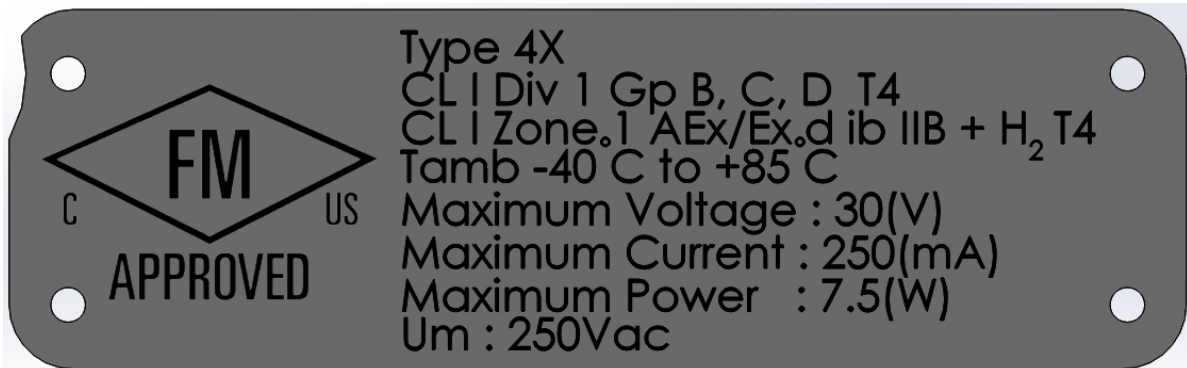 FM
C US
APPROVED
Type 4X
CL I Div 1 Gp B, C, D T4
CL I Zone.1 AEx/Ex.d ib IIB + H₂ T4
Tamb -40 C to +85 C
Maximum Voltage : 30(V)
Maximum Current : 250(mA)
Maximum Power : 7.5(W)
Um : 250Vac